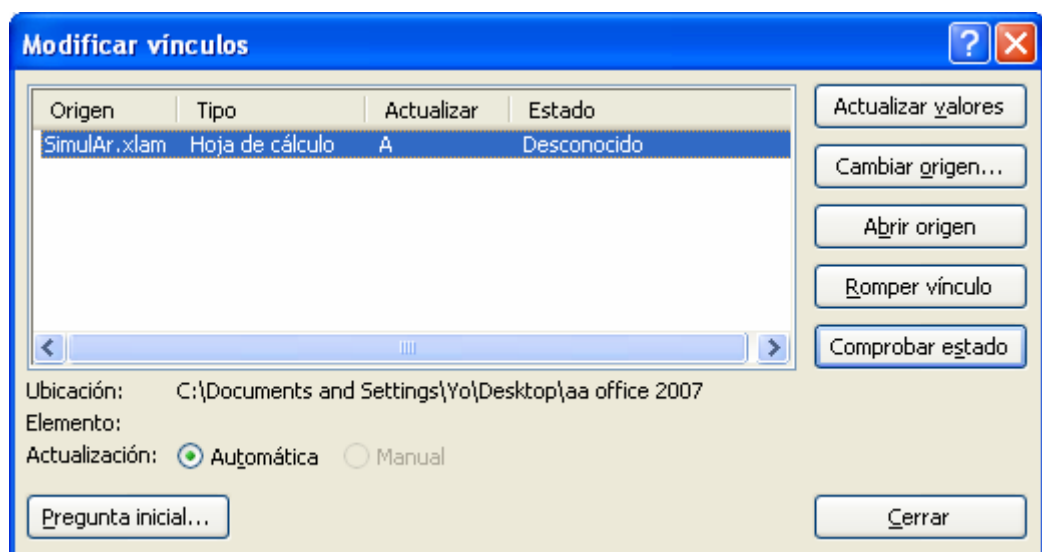 Modificar vínculos
Origen Tipo Actualizar Estado
SimulAr.xlam Hoja de cálculo A Desconocido
Actualizar valores
Cambiar origen...
Abrir origen
Romper vínculo
Comprobar estado
Ubicación: C:\Documents and Settings\Yo\Desktop\aa office 2007
Elemento:
Actualización: Automática Manual
Pregunta inicial... Cerrar